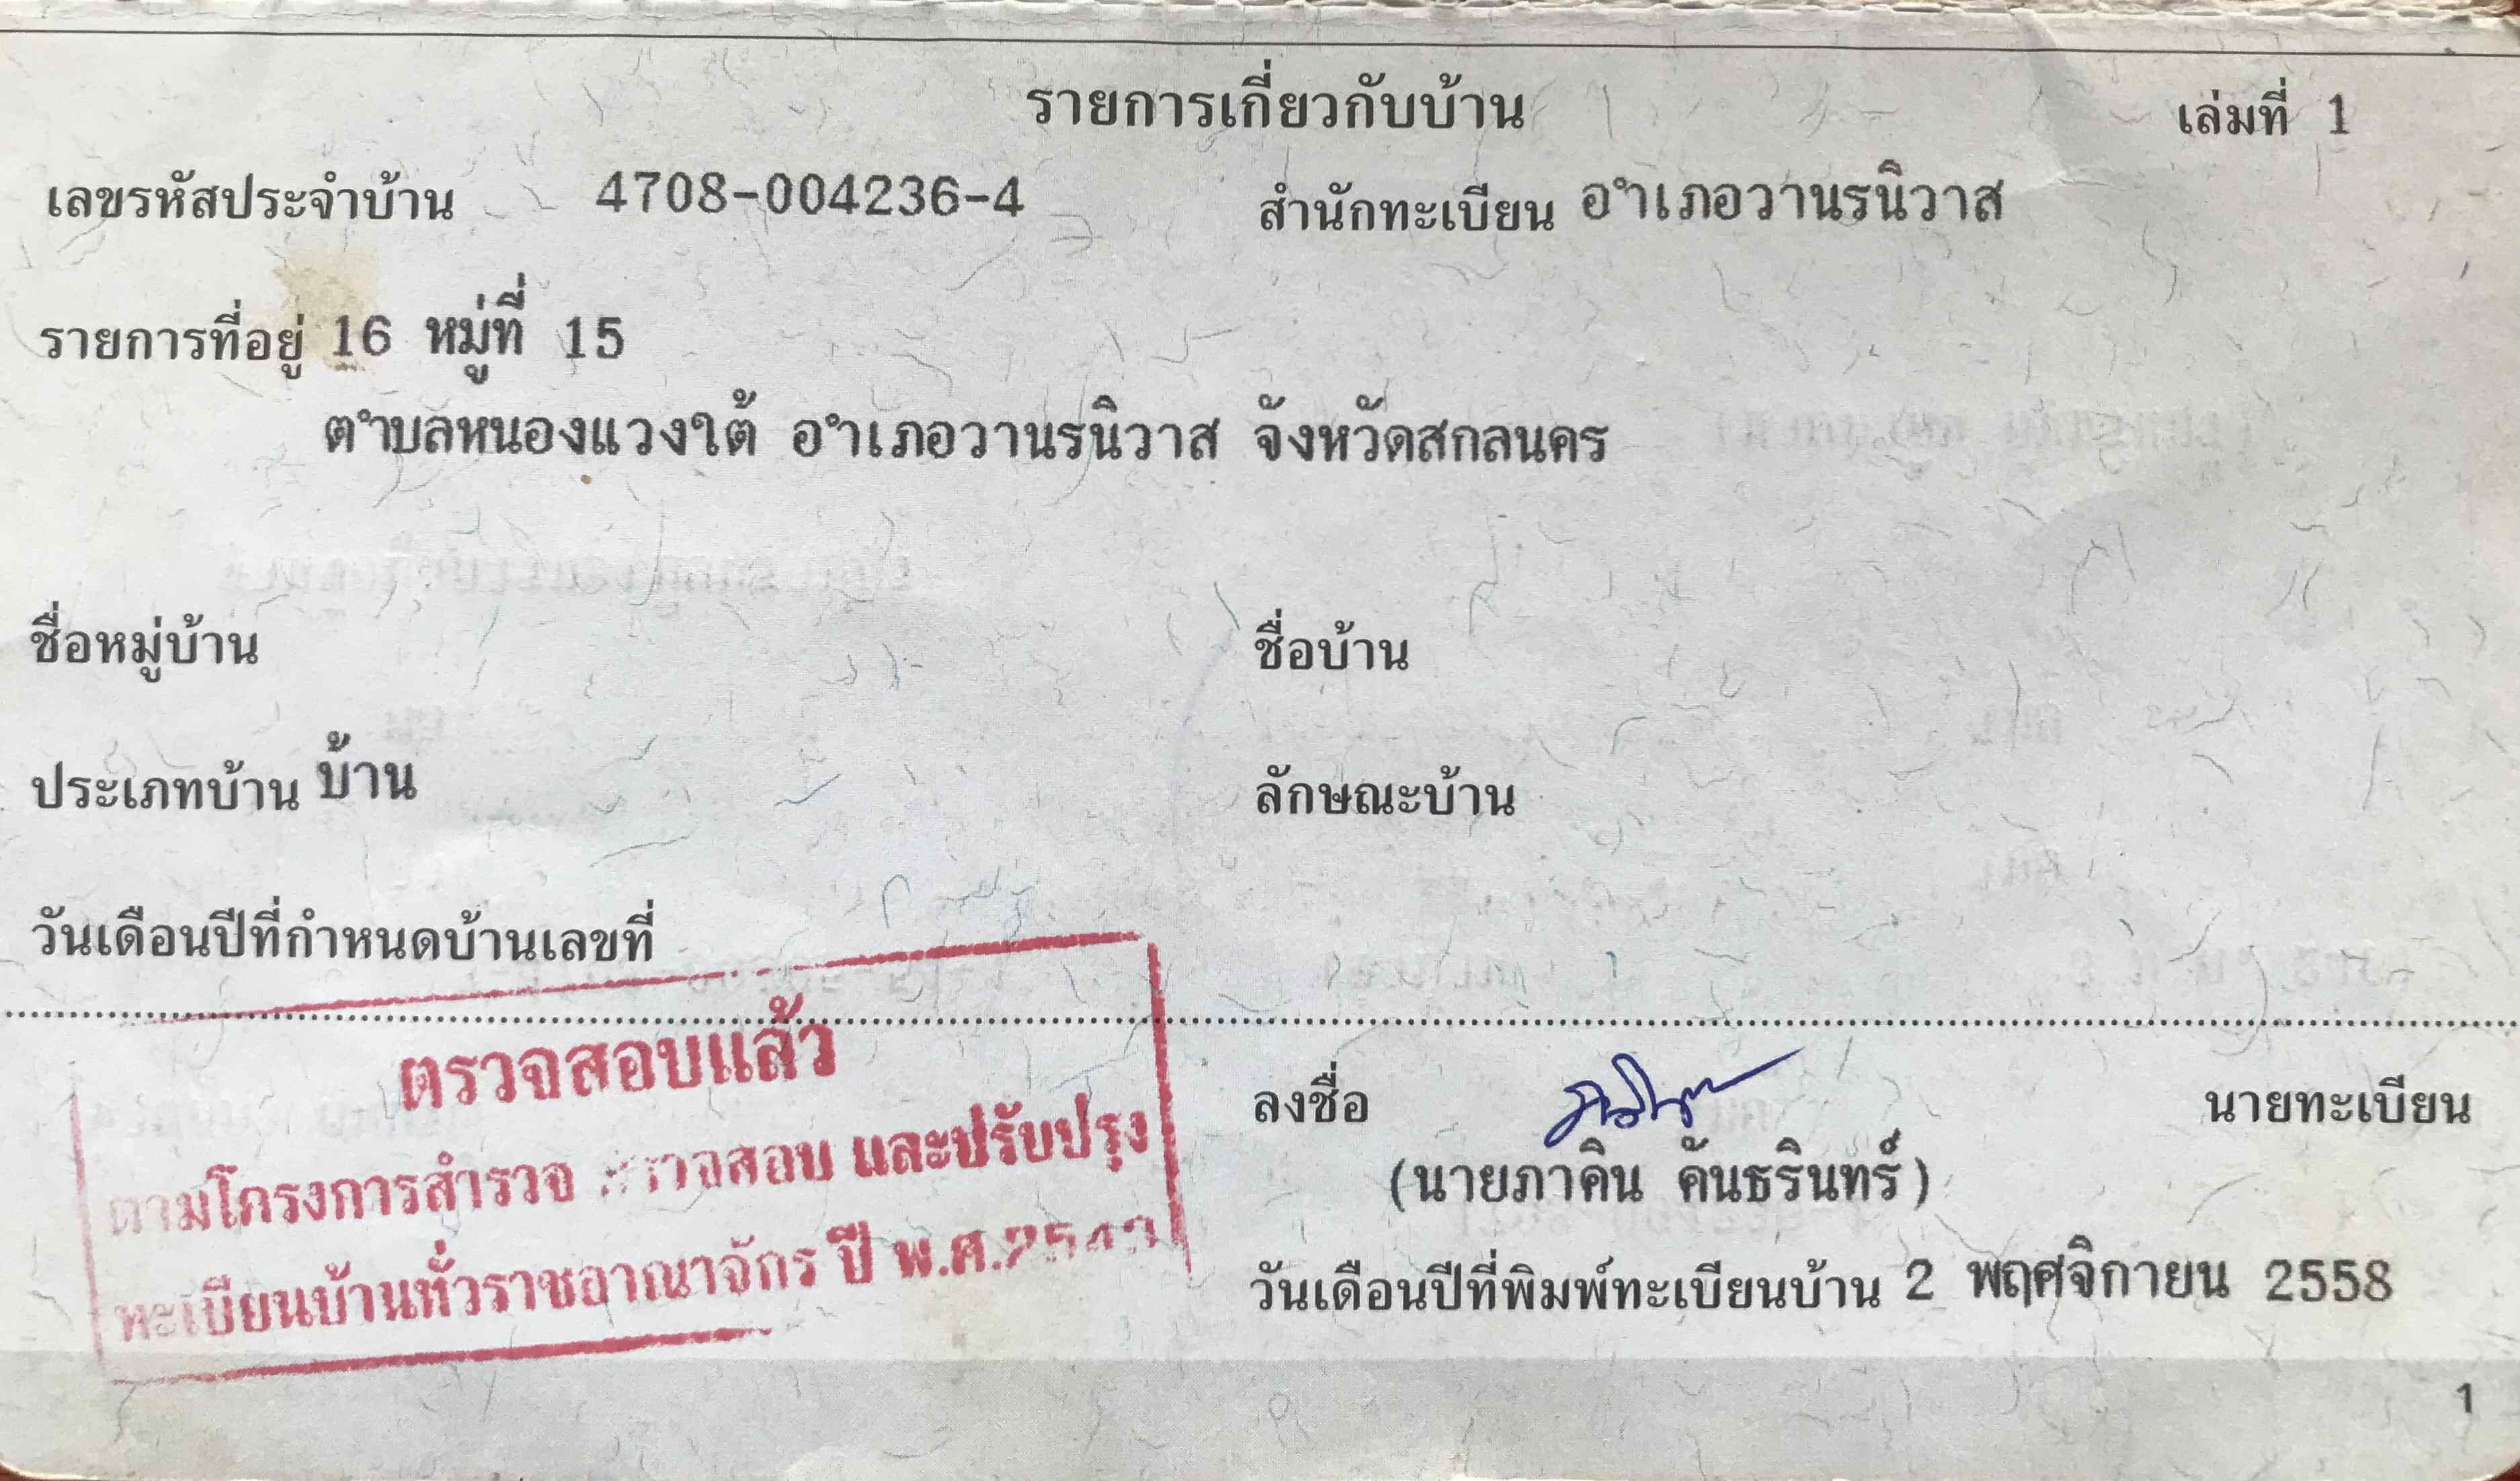 รายการเกี่ยวกับบ้าน เล่มที่ 1
เลขรหัสประจำบ้าน 4708-004236-4 สำนักทะเบียน อำเภอวานรนิวาส
รายการที่อยู่ 16 หมู่ที่ 15
ตำบลหนองแวงใต้ อำเภอวานรนิวาส จังหวัดสกลนคร
ชื่อหมู่บ้าน ชื่อบ้าน
ประเภทบ้าน บ้าน ลักษณะบ้าน
วันเดือนปีที่กำหนดบ้านเลขที่
ตรวจสอบแล้ว
ตามโครงการสำรวจ ตรวจสอบ และปรับปรุง
ทะเบียนบ้านทั่วราชอาณาจักร ปี พ.ศ.
ลงชื่อ นายทะเบียน
(นายภาคิน คันธรินทร์)
วันเดือนปีที่พิมพ์ทะเบียนบ้าน 2 พฤศจิกายน 2558
1